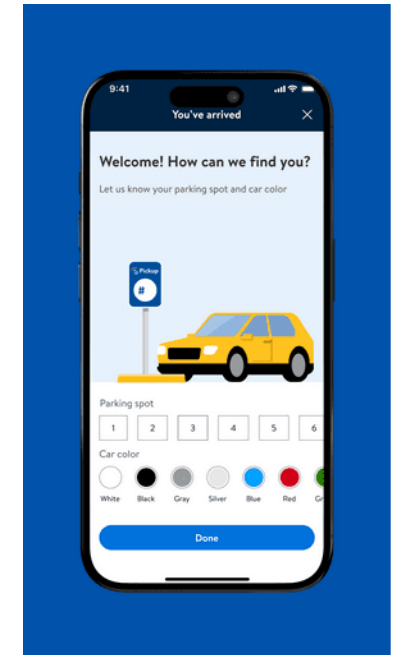 9:41
You've arrived
Welcome! How can we find you?
Let us know your parking spot and car color
Pickup
#
Parking spot
1 2 3 4 5 6
Car color
White Black Gray Silver Blue Red Gr
Done